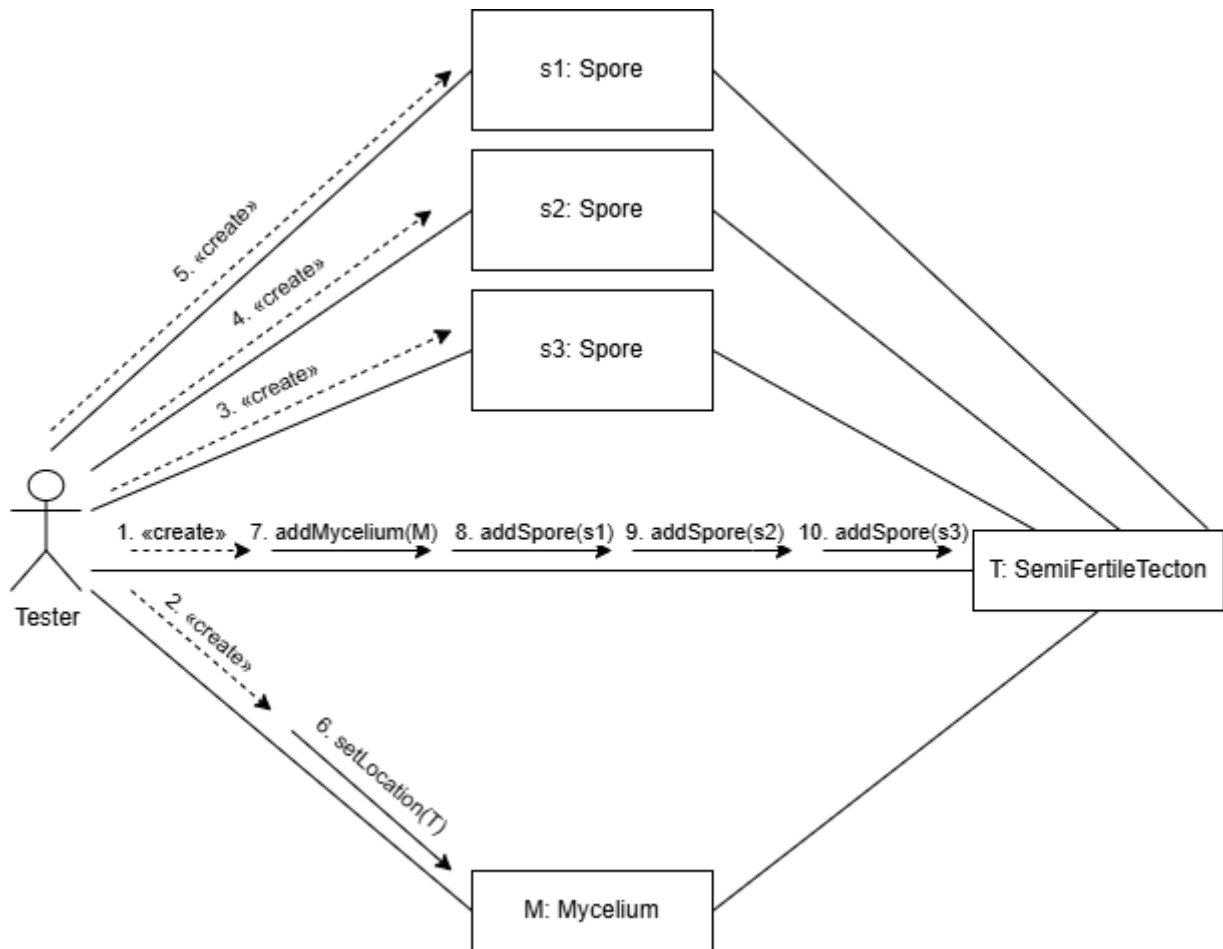 s1: Spore
5. «create»
s2: Spore
4. «create»
s3: Spore
3. «create»
1. «create» 7. addMycelium(M) 8. addSpore(s1) 9. addSpore(s2) 10. addSpore(s3)
T: SemiFertileTecton
Tester
2. «create»
6. setLocation(T)
M: Mycelium